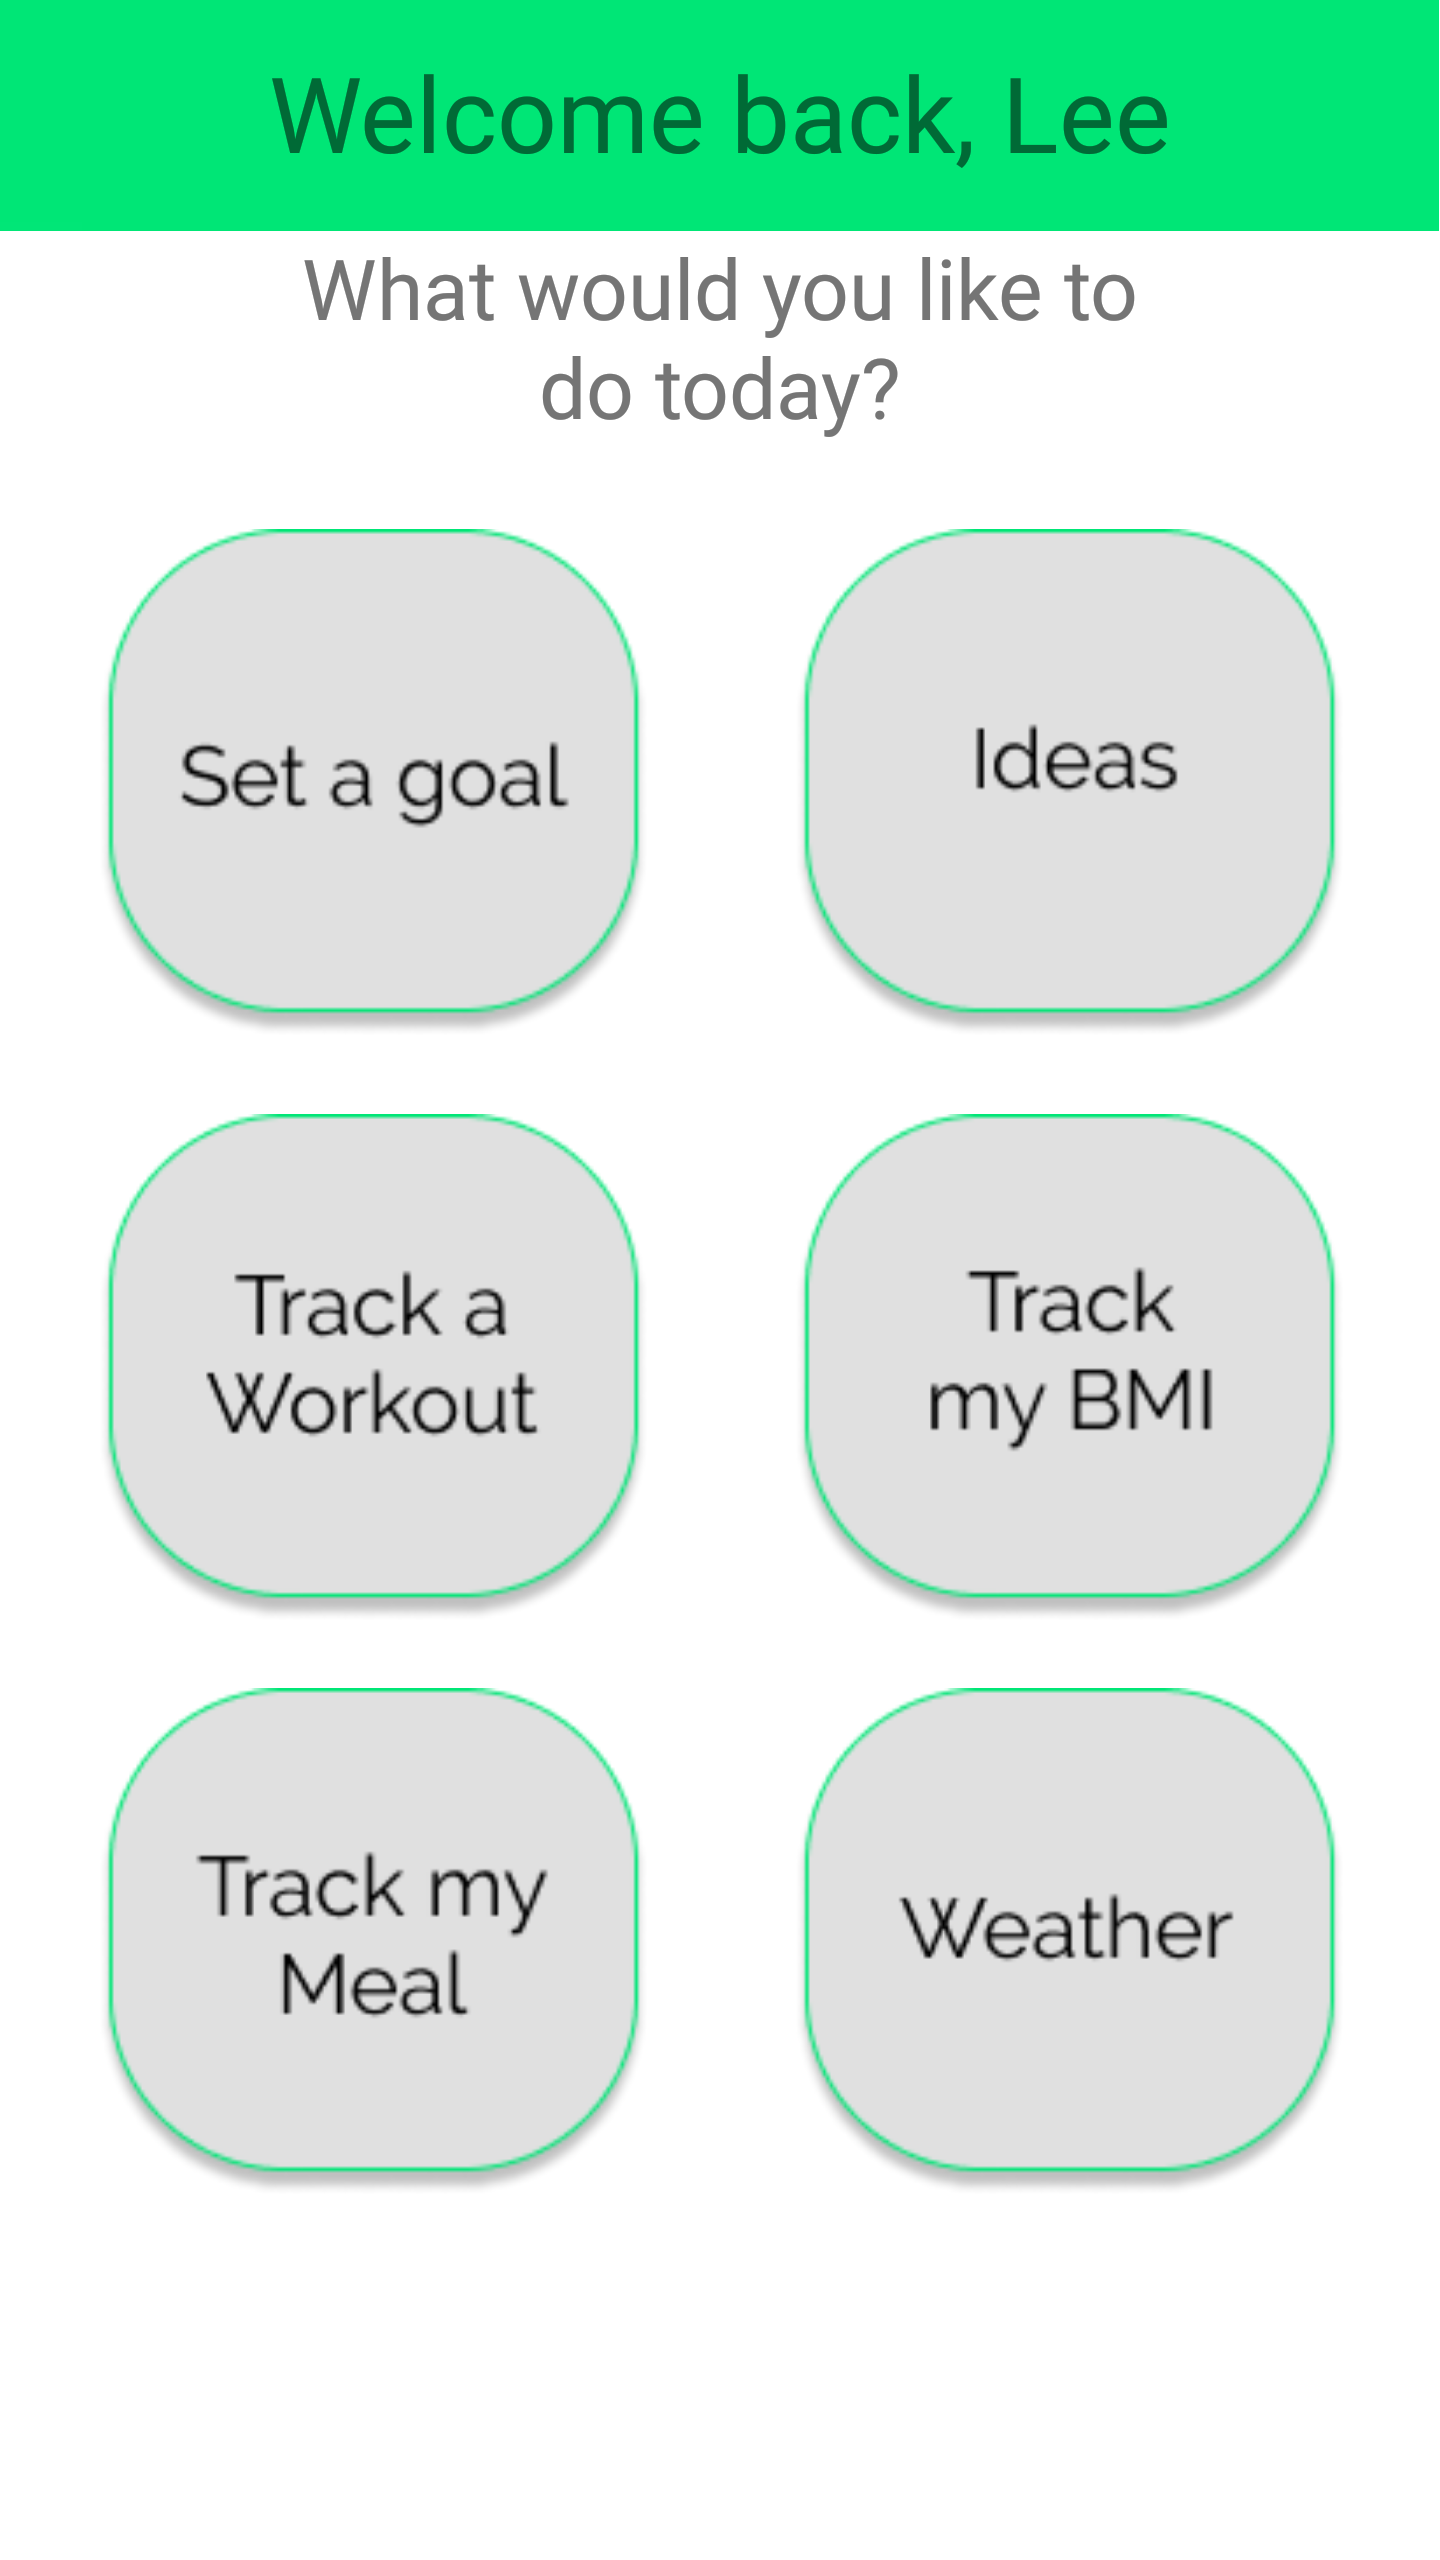 Welcome back, Lee
What would you like to
do today?
Set a goal
Ideas
Track a
Workout
Track
my BMI
Track my
Meal
Weather